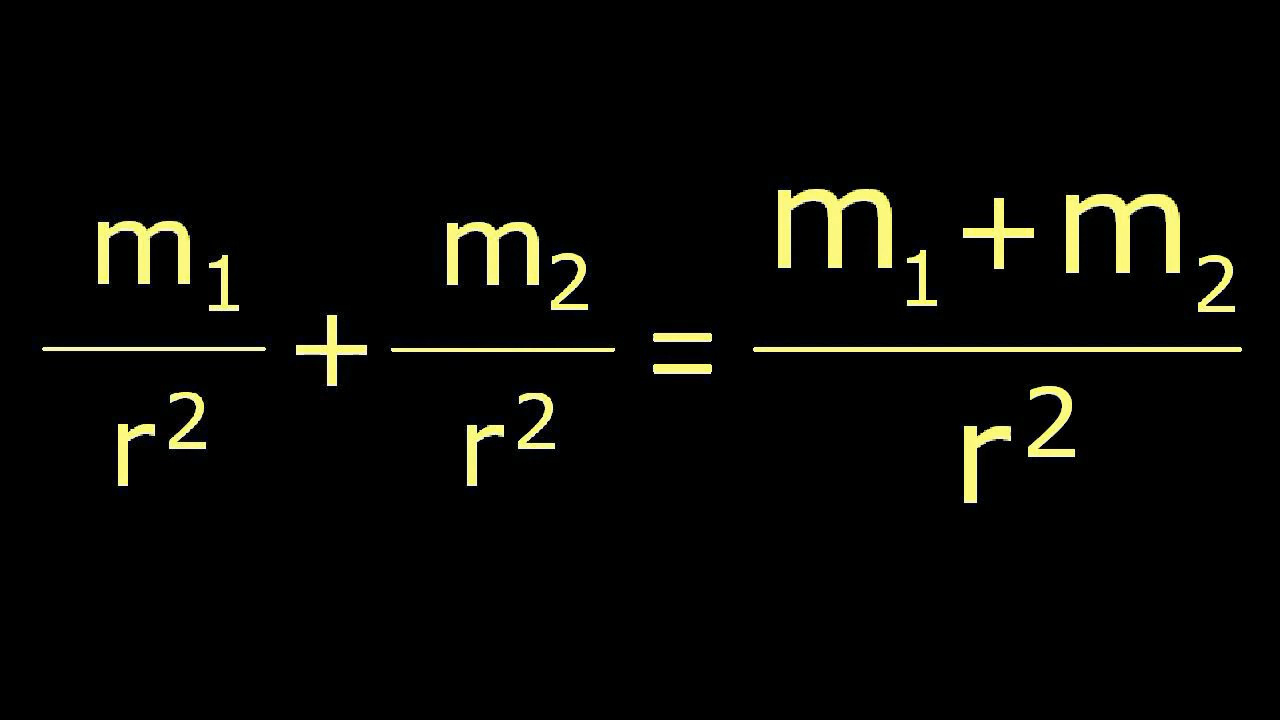 m₁/r² + m₂/r² = m₁+m₂/r²